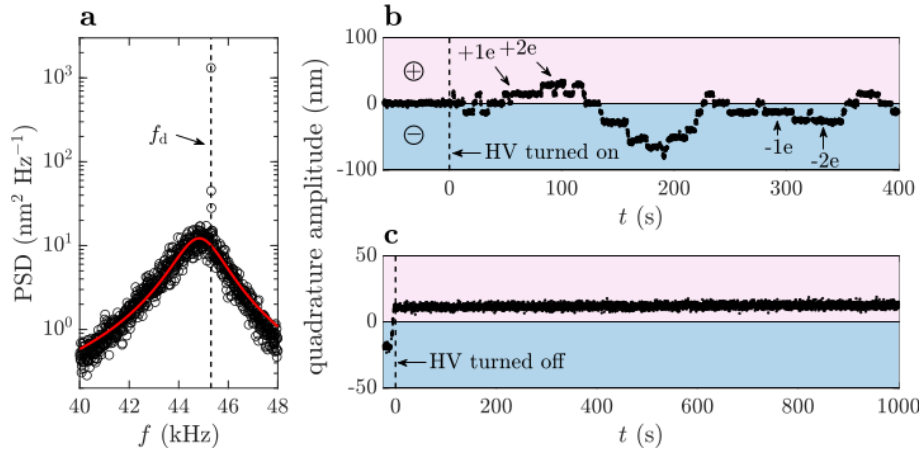 a
PSD (nm² Hz⁻¹)
10³
10²
10¹
10⁰
f_d
40 42 44 46 48
f (kHz)
quadrature amplitude (nm)
b
100
0
-100
⊕
⊖
+1e
+2e
-1e
-2e
HV turned on
0 100 200 300 400
t (s)
c
50
0
-50
HV turned off
0 200 400 600 800 1000
t (s)